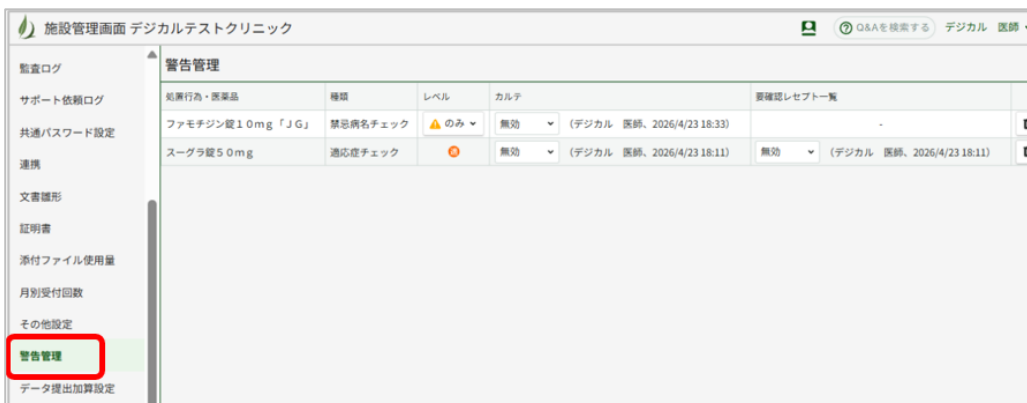 施設管理画面 デジカルテストクリニック
Q&Aを検索する
デジカル 医師
監査ログ
サポート依頼ログ
共通パスワード設定
連携
文書雛形
証明書
添付ファイル使用量
月別受付回数
その他設定
警告管理
データ提出加算設定
警告管理
処置行為・医薬品 種類 レベル カルテ 要確認レセプト一覧
ファモチジン錠10mg「JG」 禁忌病名チェック のみ 無効 (デジカル 医師、2026/4/23 18:33) -
スーグラ錠50mg 適応症チェック 適 無効 (デジカル 医師、2026/4/23 18:11) 無効 (デジカル 医師、2026/4/23 18:11)